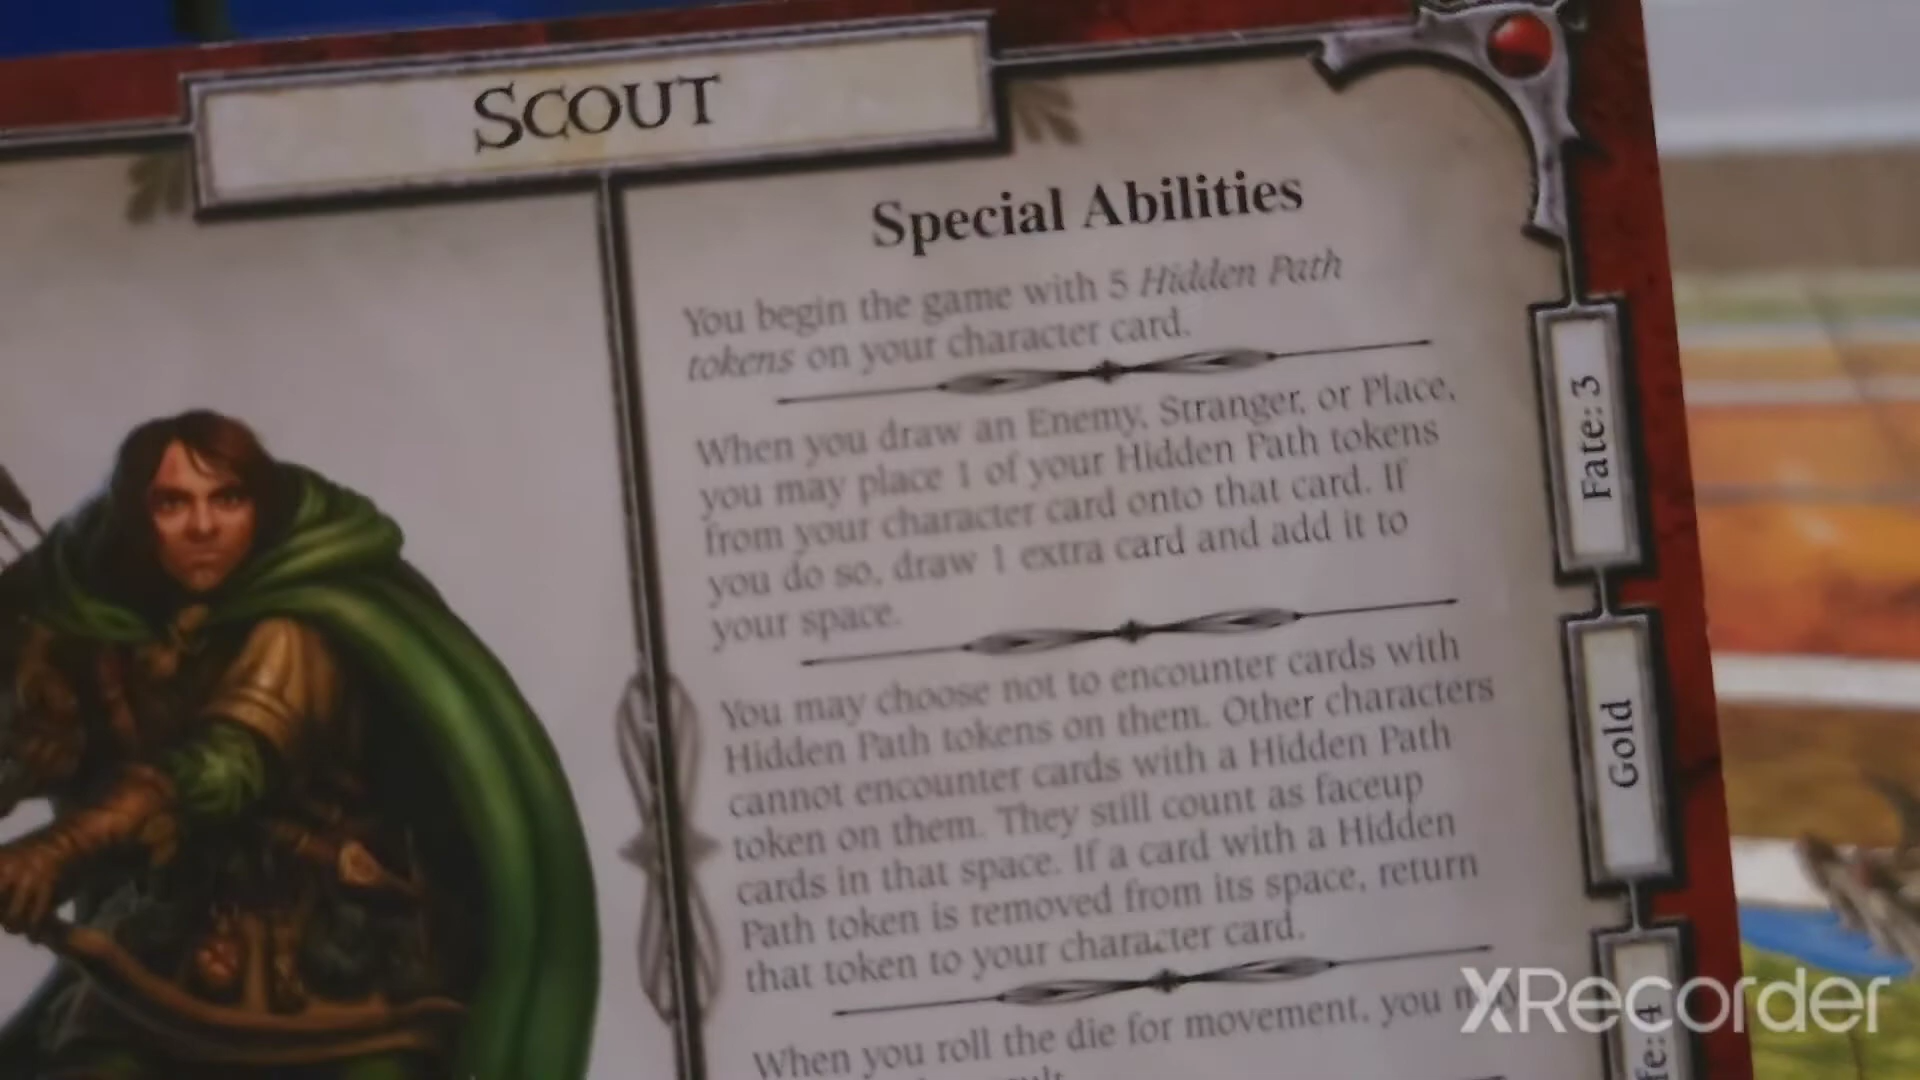 SCOUT
Special Abilities
You begin the game with 5 Hidden Path
tokens on your character card.
When you draw an Enemy, Stranger, or Place,
you may place 1 of your Hidden Path tokens
from your character card onto that card. If
you do so, draw 1 extra card and add it to
your space.
You may choose not to encounter cards with
Hidden Path tokens on them. Other characters
cannot encounter cards with a Hidden Path
token on them. They still count as faceup
cards in that space. If a card with a Hidden
Path token is removed from its space, return
that token to your character card.
When you roll the die for movement, you
Fate: 3
Gold
fe: 4
XRecorder